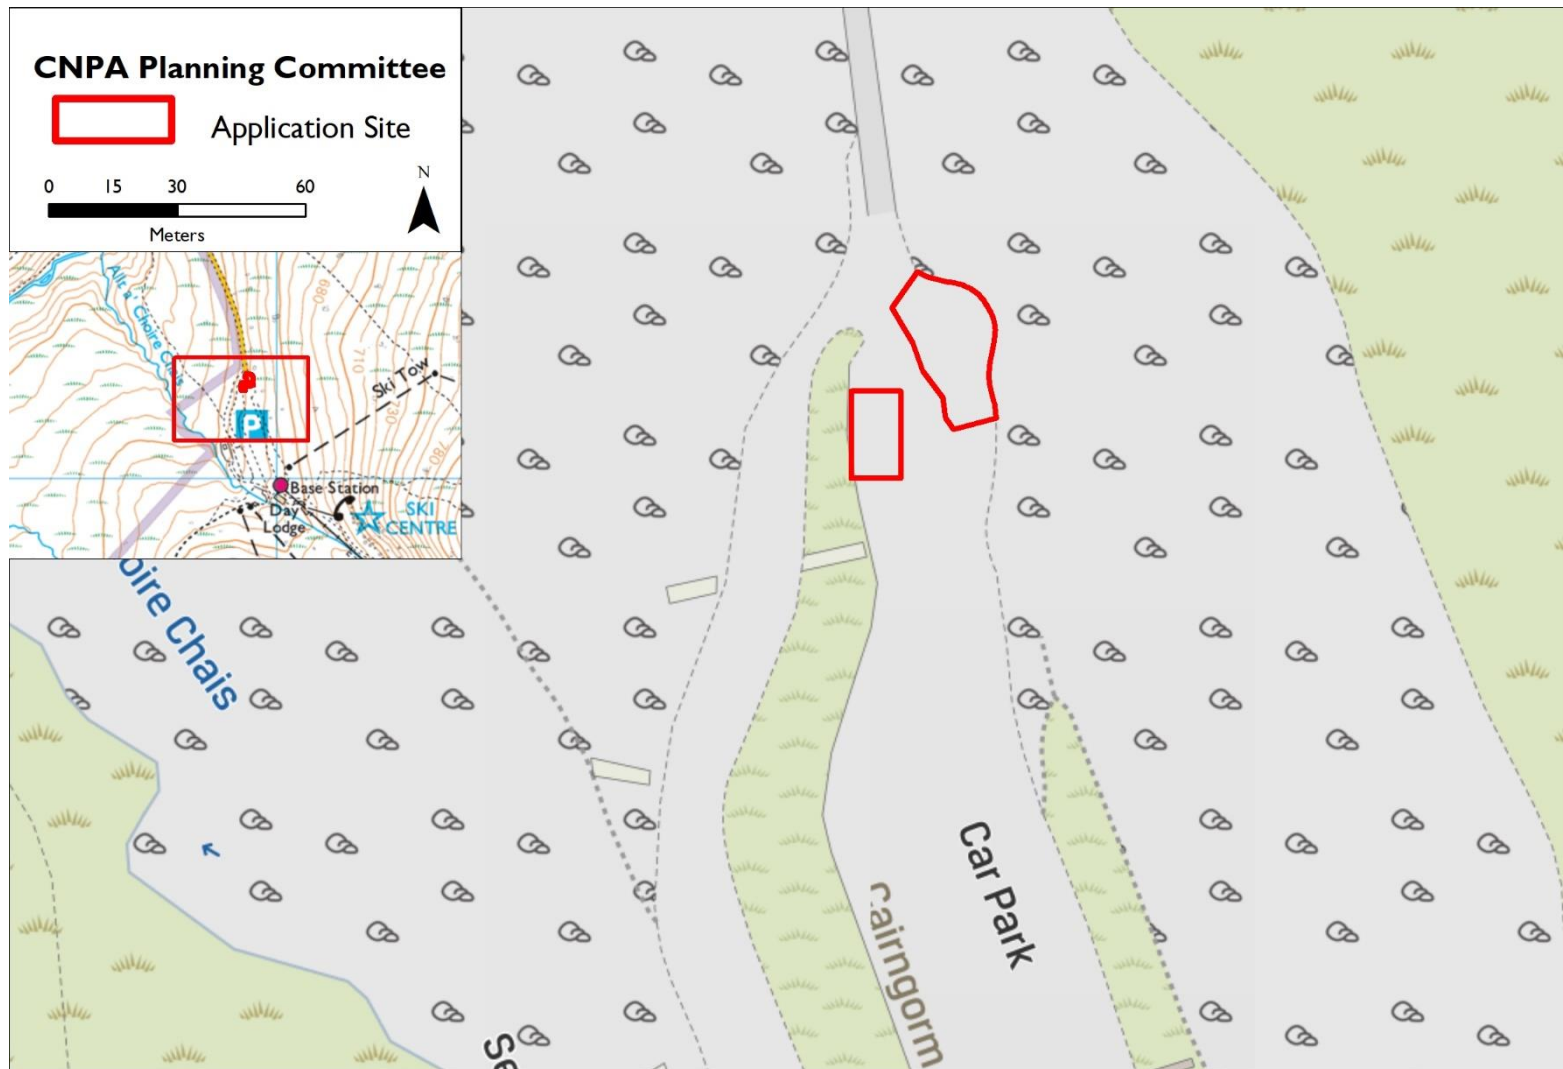 CNPA Planning Committee
Application Site
0 15 30 60
Meters
N
Allt a' Choire Chais
680
710
730
780
Ski Tow
P
Base Station
Day
Lodge
SKI
CENTRE
oire Chais
Car Park
Cairngorm
Se